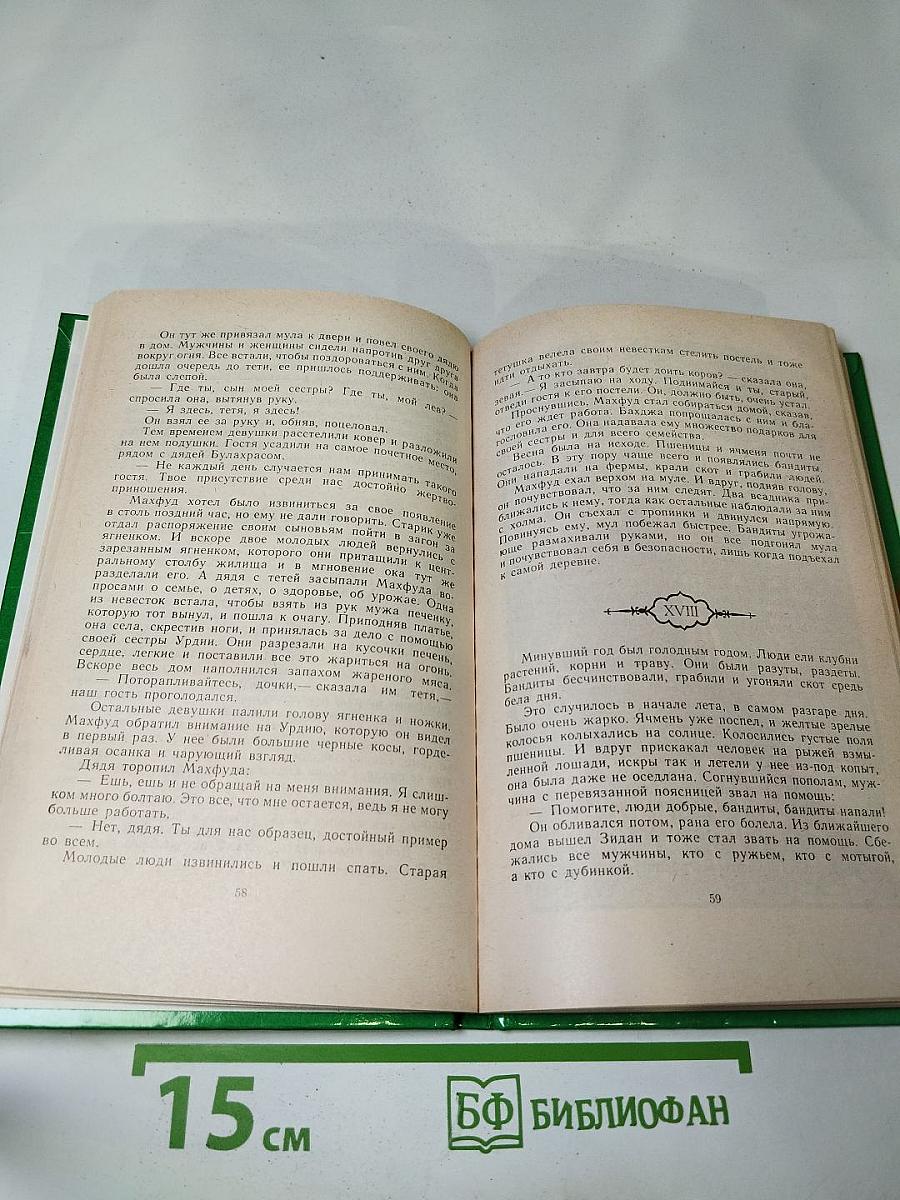 Он тут же привязал мула к двери и повел своего дядю
в дом. Мужчины и женщины сидели напротив друг друга
вокруг огня. Все встали, чтобы поздороваться с ним. Когда
дошла очередь до тети, ее пришлось поддерживать: она
была слепой.
— Где ты, сын моей сестры? Где ты, мой лев? —
спросила она, вытянув руку.
— Я здесь, тетя, я здесь!
Он взял ее за руку и, обняв, поцеловал.
Тем временем девушки расстелили ковер и разложили
на нем подушки. Гостя усадили на самое почетное место,
рядом с дядей Булахрасом.
— Не каждый день случается нам принимать такого
гостя. Твое присутствие среди нас достойно жертво-
приношения.
Махфуд хотел было извиниться за свое появление
в столь поздний час, но ему не дали говорить. Старик уже
отдал распоряжение своим сыновьям пойти в загон за
ягненком. И вскоре двое молодых людей вернулись с
зарезанным ягненком, которого они притащили к цент-
ральному столбу жилища и в мгновение ока тут же
разделали его. А дядя с тетей засыпали Махфуда во-
просами о семье, о детях, о здоровье, об урожае. Одна
из невесток встала, чтобы взять из рук мужа печенку,
которую тот вынул, и пошла к очагу. Приподняв платье,
она села, скрестив ноги, и принялась за дело с помощью
своей сестры Урдии. Они разрезали на кусочки печень,
сердце, легкие и поставили все это жариться на огонь.
Вскоре весь дом наполнился запахом жареного мяса.
— Поторапливайтесь, дочки,— сказала им тетя,—
наш гость проголодался.
Остальные девушки палили голову ягненка и ножки.
Махфуд обратил внимание на Урдию, которую он видел
в первый раз. У нее были большие черные косы, горде-
ливая осанка и чарующий взгляд.
Дядя торопил Махфуда:
— Ешь, ешь и не обращай на меня внимания. Я слиш-
ком много болтаю. Это все, что мне остается, ведь я не могу
больше работать.
— Нет, дядя. Ты для нас образец, достойный пример
во всем.
Молодые люди извинились и пошли спать. Старая
58
тетушка велела своим невесткам стелить постель и тоже
идти отдыхать.
— А то кто завтра будет доить коров? — сказала она,
зевая.— Я засыпаю на ходу. Поднимайся и ты, старый,
отведи гостя к его постели. Он, должно быть, очень устал.
Проснувшись, Махфуд стал собираться домой, сказав,
что его ждет работа. Бахджа попрощалась с ним и бла-
гословила его. Она надавала ему множество подарков для
своей сестры и для всего семейства.
Весна была на исходе. Пшеницы и ячменя почти не
осталось. В эту пору чаще всего и появлялись бандиты.
Они нападали на фермы, крали скот и грабили людей.
Махфуд ехал верхом на муле. И вдруг, подняв голову,
он почувствовал, что за ним следят. Два всадника при-
ближались к нему, тогда как остальные наблюдали за ним
с холма. Он съехал с тропинки и двинулся напрямую.
Повинуясь ему, мул побежал быстрее. Бандиты угрожа-
юще размахивали руками, но он все подгонял мула
и почувствовал себя в безопасности, лишь когда подъехал
к самой деревне.
XVIII
Минувший год был голодным годом. Люди ели клубни
растений, корни и траву. Они были разуты, раздеты.
Бандиты бесчинствовали, грабили и угоняли скот средь
бела дня.
Это случилось в начале лета, в самом разгаре дня.
Было очень жарко. Ячмень уже поспел, и желтые зрелые
колосья колыхались на солнце. Колосились густые поля
пшеницы. И вдруг прискакал человек на рыжей взмы-
ленной лошади, искры так и летели у нее из-под копыт,
она была даже не оседлана. Согнувшийся пополам, муж-
чина с перевязанной поясницей звал на помощь:
— Помогите, люди добрые, бандиты, бандиты напали!
Он обливался потом, рана его болела. Из ближайшего
дома вышел Зидан и тоже стал звать на помощь. Сбе-
жались все мужчины, кто с ружьем, кто с мотыгой,
а кто с дубинкой.
59
15 см
БФ БИБЛИОФАН